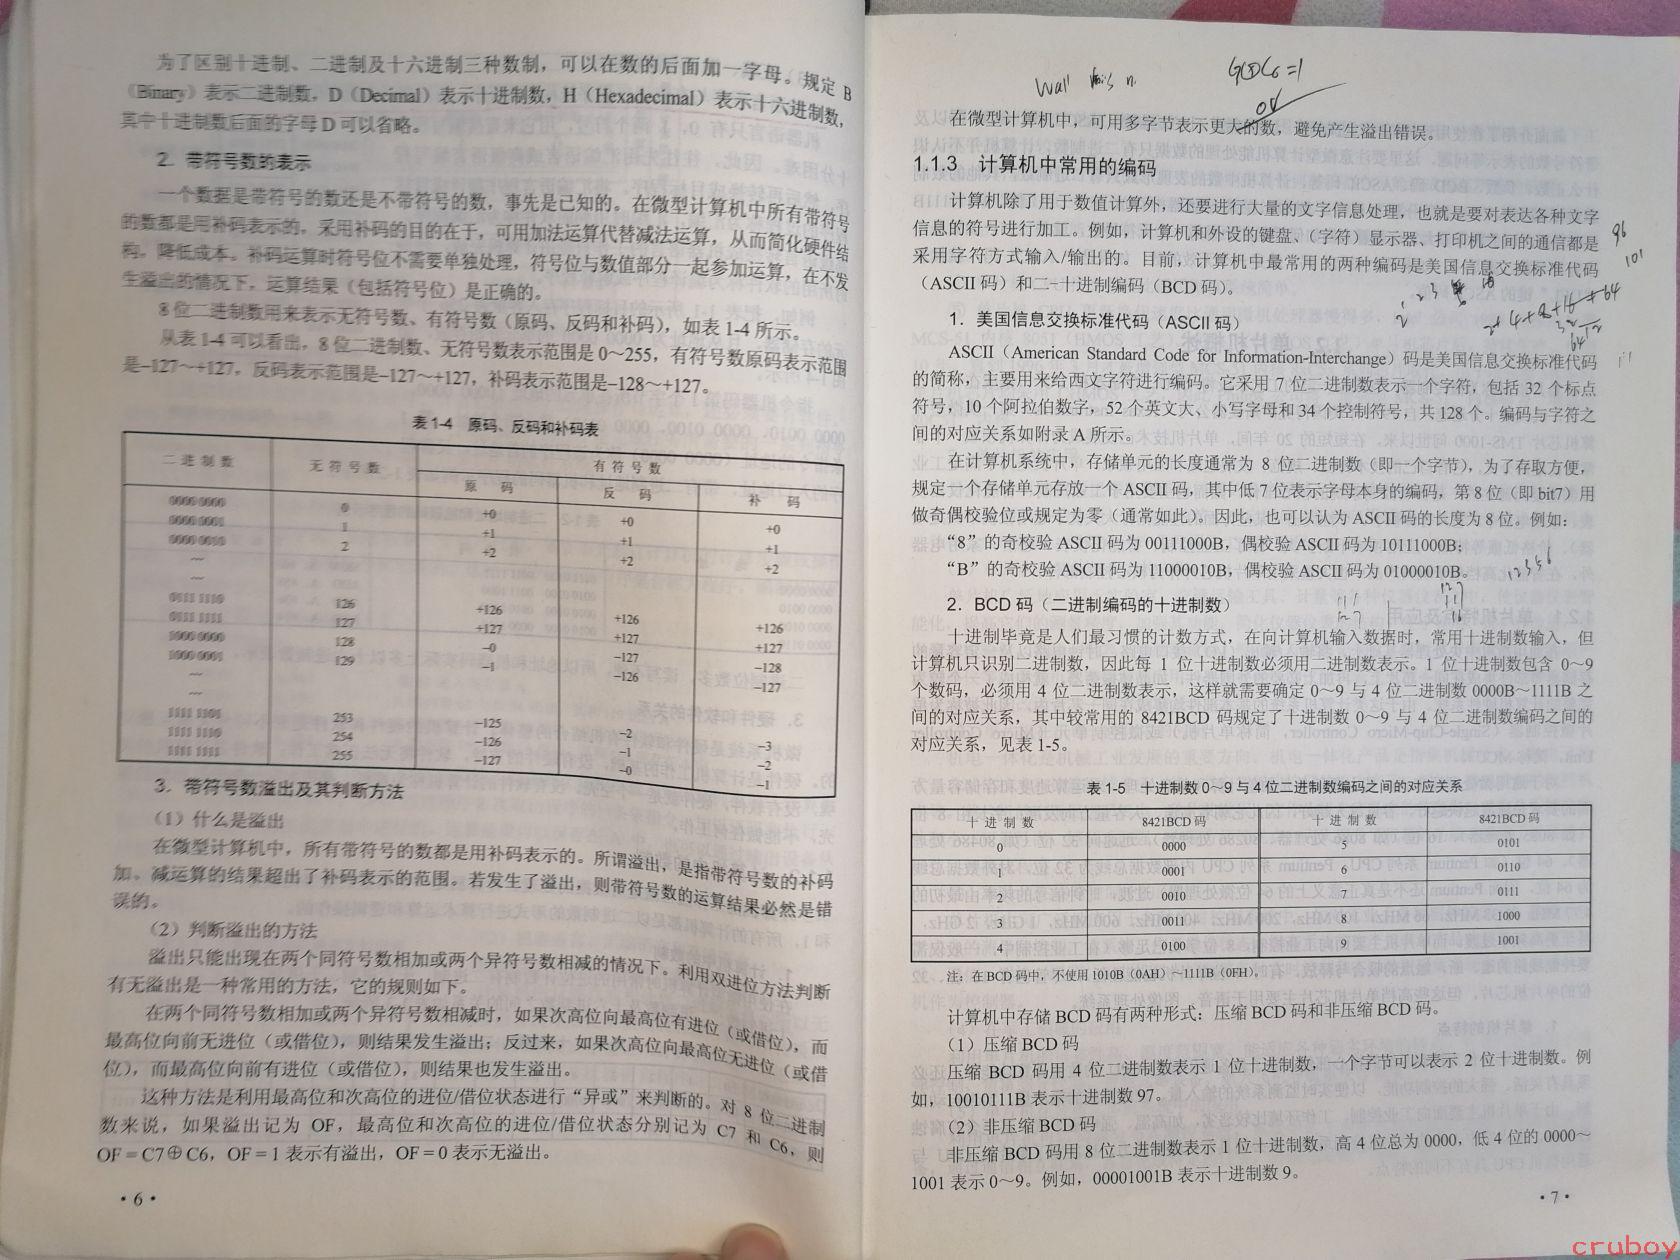 为了区别十进制、二进制及十六进制三种数制，可以在数的后面加一字母。规定 B
（Binary）表示二进制数，D（Decimal）表示十进制数，H（Hexadecimal）表示十六进制数，
其中十进制数后面的字母 D 可以省略。
2．带符号数的表示
一个数据是带符号的数还是不带符号的数，事先是已知的。在微型计算机中所有带符号
的数都是用补码表示的，采用补码的目的在于，可用加法运算代替减法运算，从而简化硬件结
构，降低成本。补码运算时符号位不需要单独处理，符号位与数值部分一起参加运算，在不发
生溢出的情况下，运算结果（包括符号位）是正确的。
8 位二进制数用来表示无符号数、有符号数（原码、反码和补码），如表 1-4 所示。
从表 1-4 可以看出，8 位二进制数、无符号数表示范围是 0～255，有符号数原码表示范围
是–127～+127，反码表示范围是–127～+127，补码表示范围是–128～+127。
表 1-4 原码、反码和补码表
二进制数 无符号数 有符号数
原码 反码 补码
0000 0000 0 +0 +0 +0
0000 0001 1 +1 +1 +1
0000 0010 2 +2 +2 +2
～
～
0111 1110 126 +126 +126 +126
0111 1111 127 +127 +127 +127
1000 0000 128 –0 –127 –128
1000 0001 129 –1 –126 –127
～
～
1111 1101 253 –125 –2 –3
1111 1110 254 –126 –1 –2
1111 1111 255 –127 –0 –1
3．带符号数溢出及其判断方法
（1）什么是溢出
在微型计算机中，所有带符号的数都是用补码表示的。所谓溢出，是指带符号数的补码
加、减运算的结果超出了补码表示的范围。若发生了溢出，则带符号数的运算结果必然是错
误的。
（2）判断溢出的方法
溢出只能出现在两个同符号数相加或两个异符号数相减的情况下。利用双进位方法判断
有无溢出是一种常用的方法，它的规则如下。
在两个同符号数相加或两个异符号数相减时，如果次高位向最高位有进位（或借位），而
最高位向前无进位（或借位），则结果发生溢出；反过来，如果次高位向最高位无进位（或借
位），而最高位向前有进位（或借位），则结果也发生溢出。
这种方法是利用最高位和次高位的进位/借位状态进行“异或”来判断的。对 8 位二进制
数来说，如果溢出记为 OF，最高位和次高位的进位/借位状态分别记为 C7 和 C6，则
OF = C7⊕C6，OF = 1 表示有溢出，OF = 0 表示无溢出。
·6·
在微型计算机中，可用多字节表示更大的数，避免产生溢出错误。
1.1.3 计算机中常用的编码
计算机除了用于数值计算外，还要进行大量的文字信息处理，也就是要对表达各种文字
信息的符号进行加工。例如，计算机和外设的键盘、（字符）显示器、打印机之间的通信都是
采用字符方式输入/输出的。目前，计算机中最常用的两种编码是美国信息交换标准代码
（ASCII 码）和二–十进制编码（BCD 码）。
96
101
1．美国信息交换标准代码（ASCII 码）
ASCII（American Standard Code for Information-Interchange）码是美国信息交换标准代码
的简称，主要用来给西文字符进行编码。它采用 7 位二进制数表示一个字符，包括 32 个标点
符号，10 个阿拉伯数字，52 个英文大、小写字母和 34 个控制符号，共 128 个。编码与字符之
间的对应关系如附录 A 所示。
在计算机系统中，存储单元的长度通常为 8 位二进制数（即一个字节），为了存取方便，
规定一个存储单元存放一个 ASCII 码，其中低 7 位表示字母本身的编码，第 8 位（即 bit7）用
做奇偶校验位或规定为零（通常如此）。因此，也可以认为 ASCII 码的长度为 8 位。例如：
“8”的奇校验 ASCII 码为 00111000B，偶校验 ASCII 码为 10111000B；
“B”的奇校验 ASCII 码为 11000010B，偶校验 ASCII 码为 01000010B。
2．BCD 码（二进制编码的十进制数）
十进制毕竟是人们最习惯的计数方式，在向计算机输入数据时，常用十进制数输入，但
计算机只识别二进制数，因此每 1 位十进制数必须用二进制数表示。1 位十进制数包含 0～9
个数码，必须用 4 位二进制数表示，这样就需要确定 0～9 与 4 位二进制数 0000B～1111B 之
间的对应关系，其中较常用的 8421BCD 码规定了十进制数 0～9 与 4 位二进制数编码之间的
对应关系，见表 1-5。
表 1-5 十进制数 0～9 与 4 位二进制数编码之间的对应关系
十进制数 8421BCD 码 十进制数 8421BCD 码
0 0000 5 0101
1 0001 6 0110
2 0010 7 0111
3 0011 8 1000
4 0100 9 1001
注：在 BCD 码中，不使用 1010B（0AH）～1111B（0FH）。
计算机中存储 BCD 码有两种形式：压缩 BCD 码和非压缩 BCD 码。
（1）压缩 BCD 码
压缩 BCD 码用 4 位二进制数表示 1 位十进制数，一个字节可以表示 2 位十进制数。例
如，10010111B 表示十进制数 97。
（2）非压缩 BCD 码
非压缩 BCD 码用 8 位二进制数表示 1 位十进制数，高 4 位总为 0000，低 4 位的 0000～
1001 表示 0～9。例如，00001001B 表示十进制数 9。
·7·
cruboy